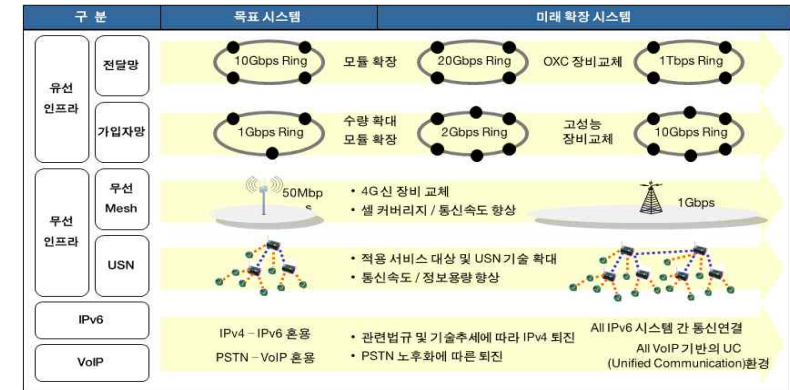 구 분 목표 시스템 미래 확장 시스템
유선
인프라
전달망
10Gbps Ring
모듈 확장
20Gbps Ring
OXC 장비교체
1Tbps Ring
가입자망
1Gbps Ring
수량 확대
모듈 확장
2Gbps Ring
고성능
장비교체
10Gbps Ring
무선
인프라
무선
Mesh
50Mbp
s
• 4G 신 장비 교체
• 셀 커버리지 / 통신속도 향상
1Gbps
USN
• 적용 서비스 대상 및 USN 기술 확대
• 통신속도 / 정보용량 향상
IPv6
IPv4 – IPv6 혼용
• 관련법규 및 기술추세에 따라 IPv4 퇴진
All IPv6 시스템 간 통신연결
VoIP
PSTN – VoIP 혼용
• PSTN 노후화에 따른 퇴진
All VoIP 기반의 UC
(Unified Communication)환경